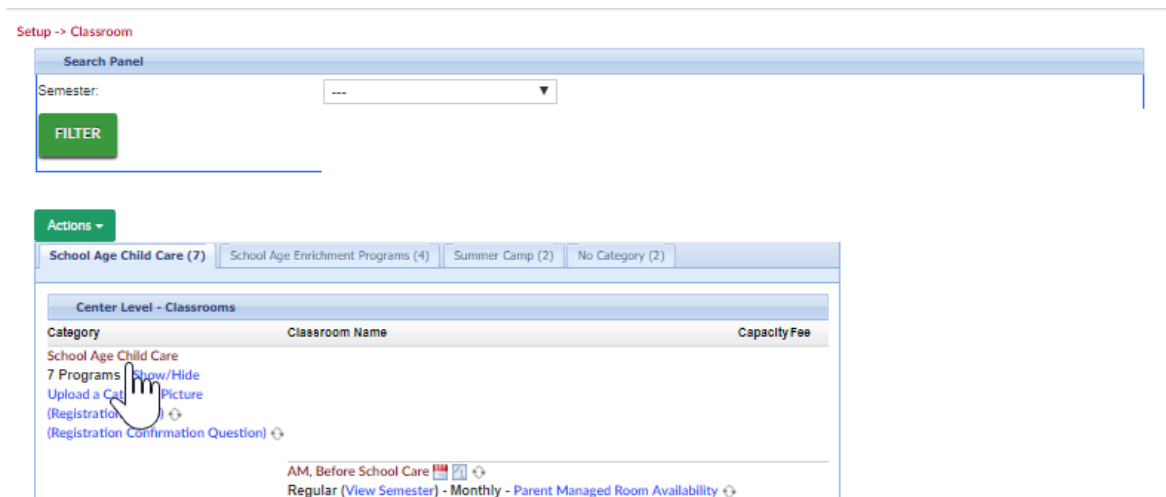 Setup -> Classroom
Search Panel
Semester:
---
FILTER
Actions
School Age Child Care (7) School Age Enrichment Programs (4) Summer Camp (2) No Category (2)
Center Level - Classrooms
Category Classroom Name Capacity Fee
School Age Child Care
7 Programs Show/Hide
Upload a Picture
(Registration )
(Registration Confirmation Question)
AM, Before School Care
Regular (View Semester) - Monthly - Parent Managed Room Availability